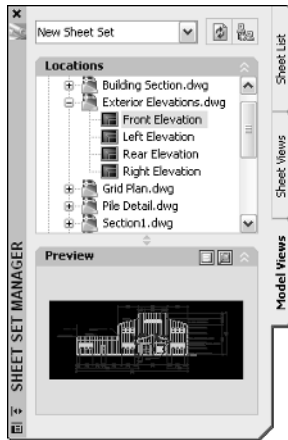 New Sheet Set
Locations
Building Section.dwg
Exterior Elevations.dwg
Front Elevation
Left Elevation
Rear Elevation
Right Elevation
Grid Plan.dwg
Pile Detail.dwg
Section1.dwg
Preview
SHEET SET MANAGER
Sheet List
Sheet Views
Model Views